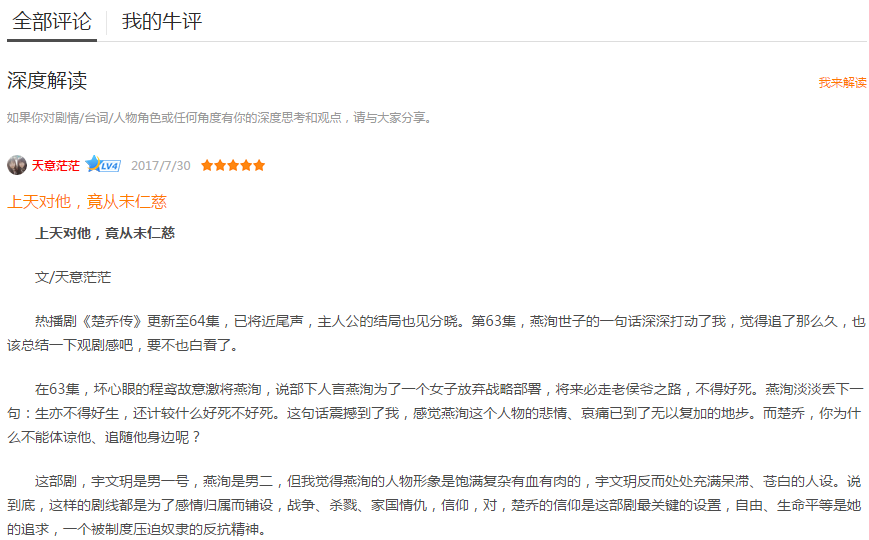 全部评论 我的牛评
深度解读 我来解读
如果你对剧情/台词/人物角色或任何角度有你的深度思考和观点，请与大家分享。
天意茫茫 LV4 2017/7/30
上天对他，竟从未仁慈
上天对他，竟从未仁慈
文/天意茫茫
热播剧《楚乔传》更新至64集，已将近尾声，主人公的结局也见分晓。第63集，燕洵世子的一句话深深打动了我，觉得追了那么久，也
该总结一下观剧感吧，要不也白看了。
在63集，坏心眼的程鸢故意激将燕洵，说部下人言燕洵为了一个女子放弃战略部署，将来必走老侯爷之路，不得好死。燕洵淡淡丢下一
句：生亦不得好生，还计较什么好死不好死。这句话震撼到了我，感觉燕洵这个人物的悲情、哀痛已到了无以复加的地步。而楚乔，你为什
么不能体谅他、追随他身边呢？
这部剧，宇文玥是男一号，燕洵是男二，但我觉得燕洵的人物形象是饱满复杂有血有肉的，宇文玥反而处处充满呆滞、苍白的人设。说
到底，这样的剧线都是为了感情归属而铺设，战争、杀戮、家国情仇，信仰，对，楚乔的信仰是这部剧最关键的设置，自由、生命平等是她
的追求，一个被制度压迫奴隶的反抗精神。